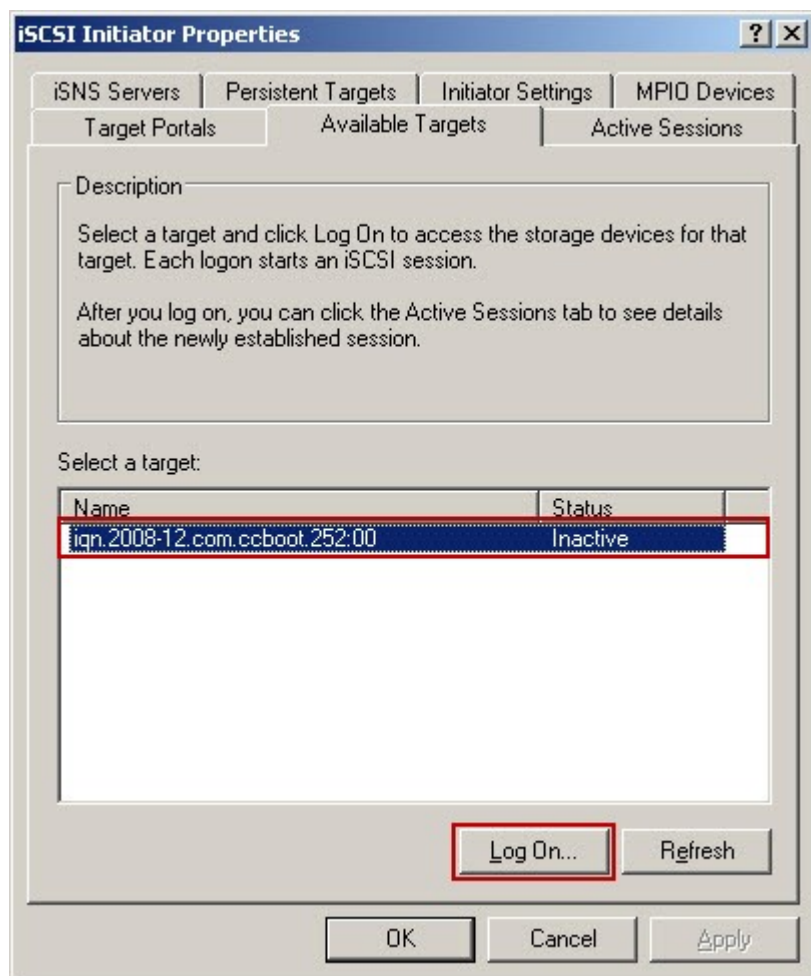 iSCSI Initiator Properties
iSNS Servers
Persistent Targets
Initiator Settings
MPIO Devices
Target Portals
Available Targets
Active Sessions
Description
Select a target and click Log On to access the storage devices for that
target. Each logon starts an iSCSI session.
After you log on, you can click the Active Sessions tab to see details
about the newly established session.
Select a target:
Name Status
iqn.2008-12.com.ccboot.252:00 Inactive
Log On... Refresh
OK Cancel Apply